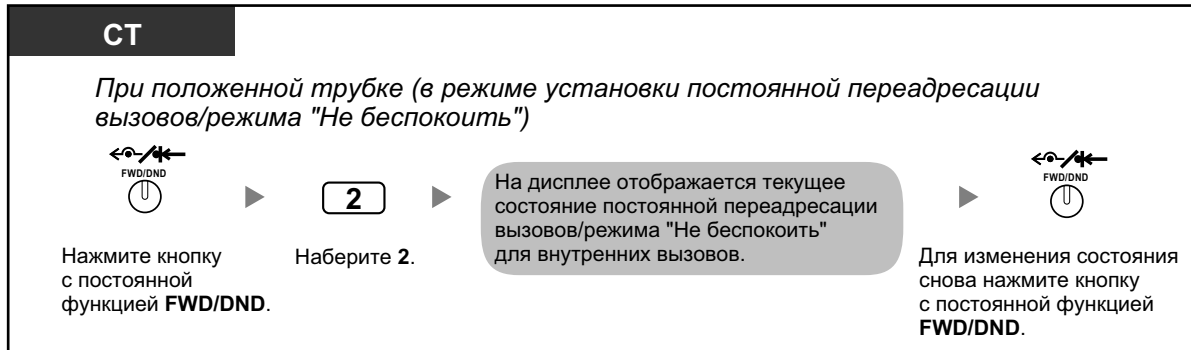 СТ
При положенной трубке (в режиме установки постоянной переадресации
вызовов/режима "Не беспокоить")
FWD/DND
Нажмите кнопку
с постоянной
функцией FWD/DND.
2
Наберите 2.
На дисплее отображается текущее
состояние постоянной переадресации
вызовов/режима "Не беспокоить"
для внутренних вызовов.
FWD/DND
Для изменения состояния
снова нажмите кнопку
с постоянной функцией
FWD/DND.